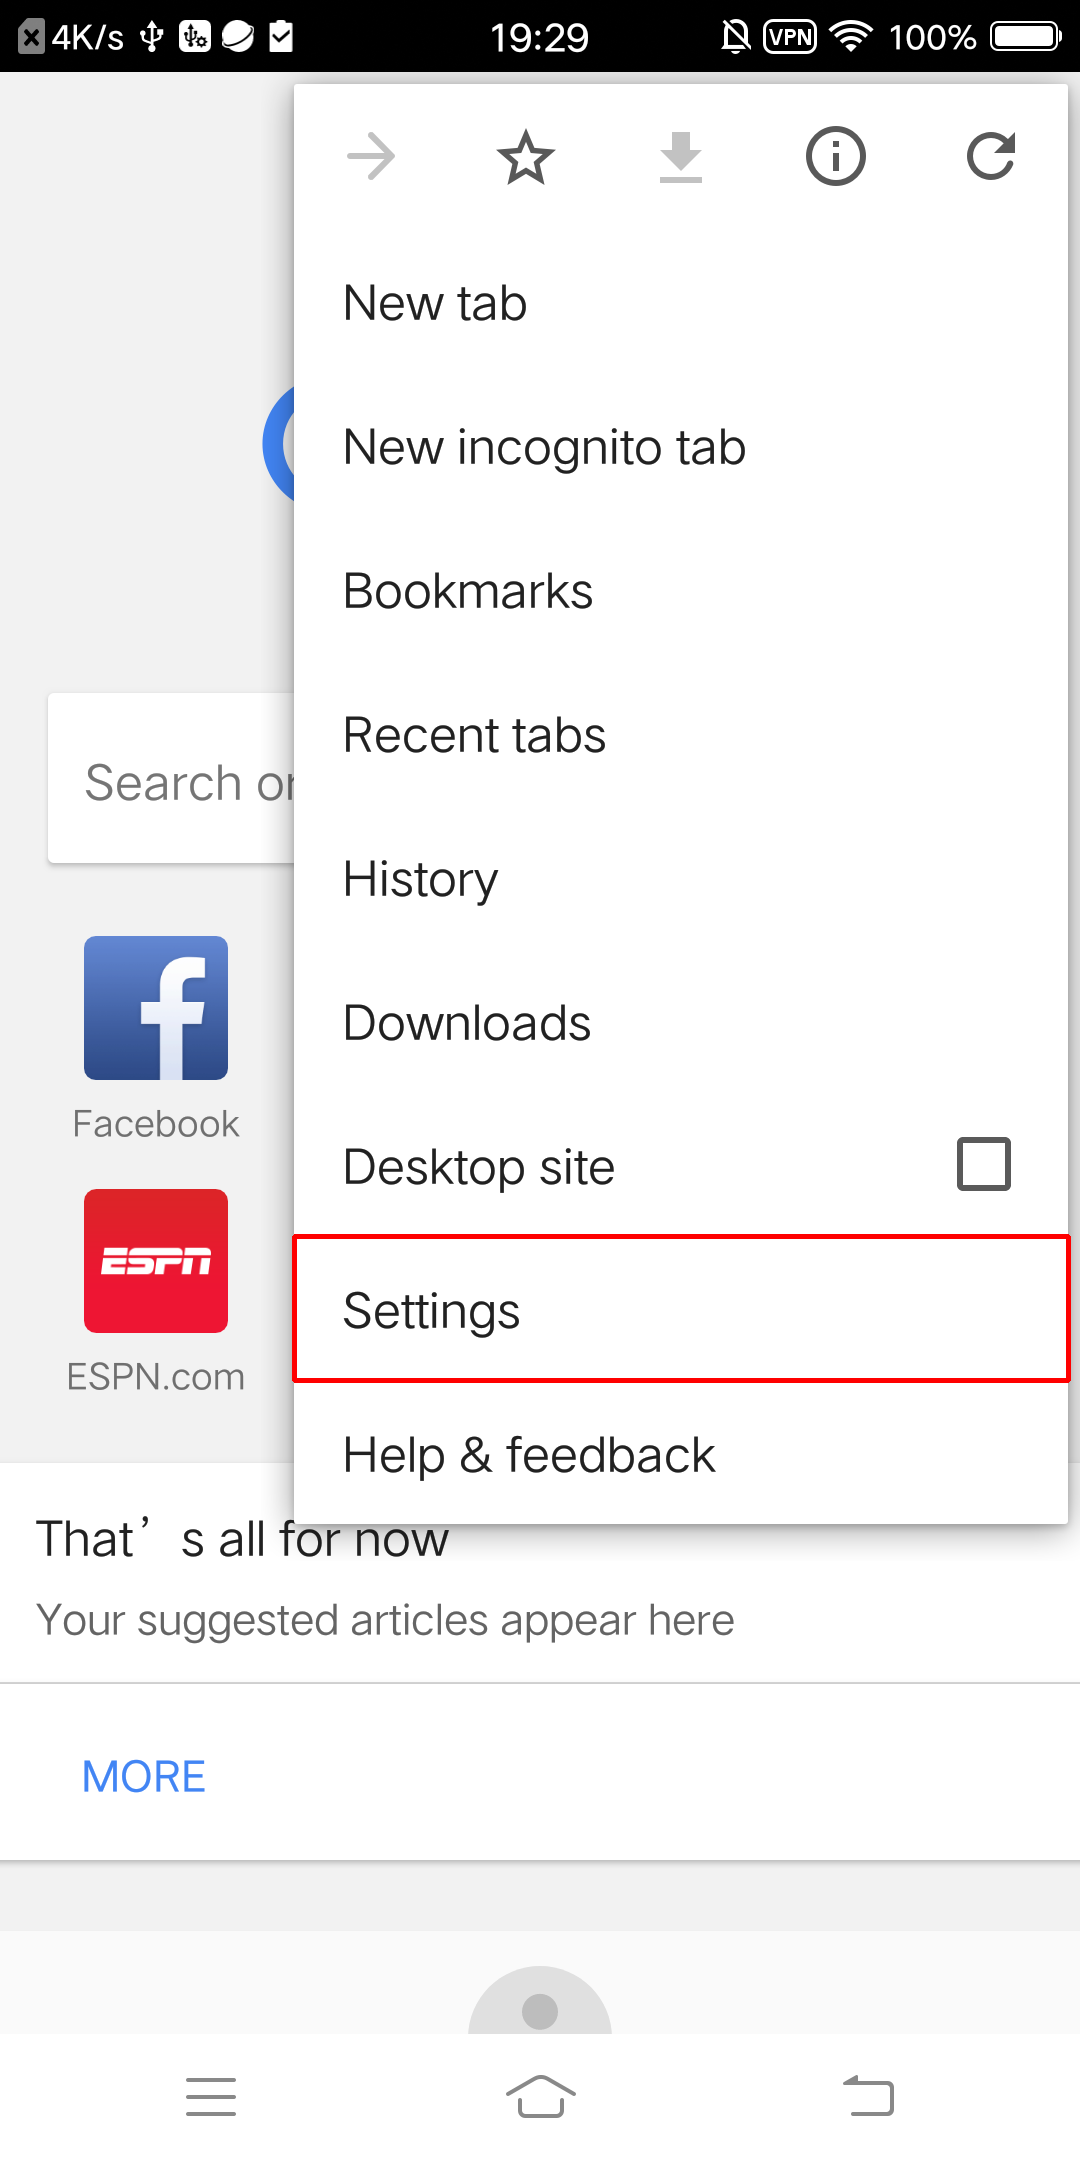 4K/s 19:29 VPN 100%
New tab
New incognito tab
Bookmarks
Recent tabs
Search or
History
Downloads
Facebook
Desktop site
ESPN
Settings
ESPN.com
Help & feedback
That’s all for now
Your suggested articles appear here
MORE